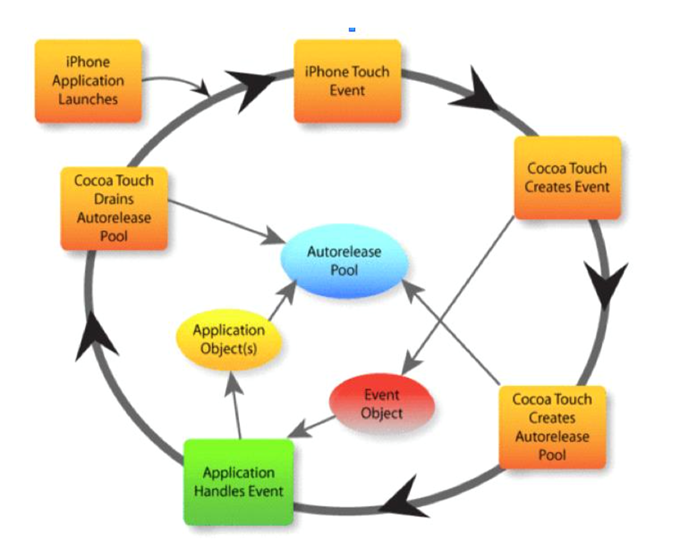 iPhone
Application
Launches
iPhone Touch
Event
Cocoa Touch
Creates Event
Cocoa Touch
Drains
Autorelease
Pool
Autorelease
Pool
Application
Object(s)
Event
Object
Cocoa Touch
Creates
Autorelease
Pool
Application
Handles Event